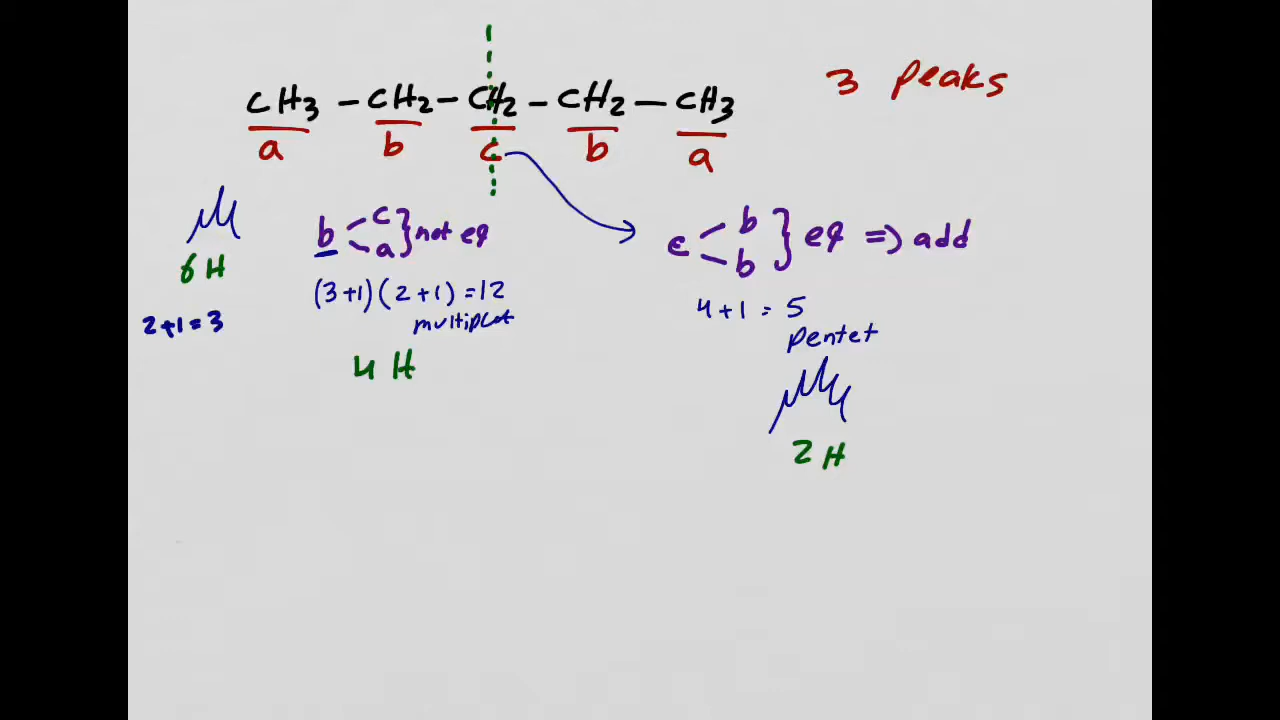 CH3 – CH2 – CH2 – CH2 — CH3
3 peaks
a b c b a
b < c a } not eq
c < b b } eq => add
6H
(3+1)(2+1) = 12
multiplet
4+1 = 5
pentet
2+1=3
4 H
2 H